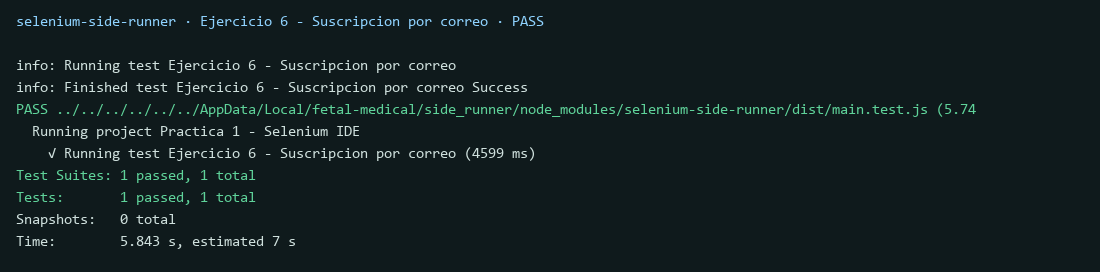 selenium-side-runner · Ejercicio 6 - Suscripcion por correo · PASS
info: Running test Ejercicio 6 - Suscripcion por correo
info: Finished test Ejercicio 6 - Suscripcion por correo Success
PASS ../../../../../../AppData/Local/fetal-medical/side_runner/node_modules/selenium-side-runner/dist/main.test.js (5.74
Running project Practica 1 - Selenium IDE
√ Running test Ejercicio 6 - Suscripcion por correo (4599 ms)
Test Suites: 1 passed, 1 total
Tests:       1 passed, 1 total
Snapshots:   0 total
Time:        5.843 s, estimated 7 s